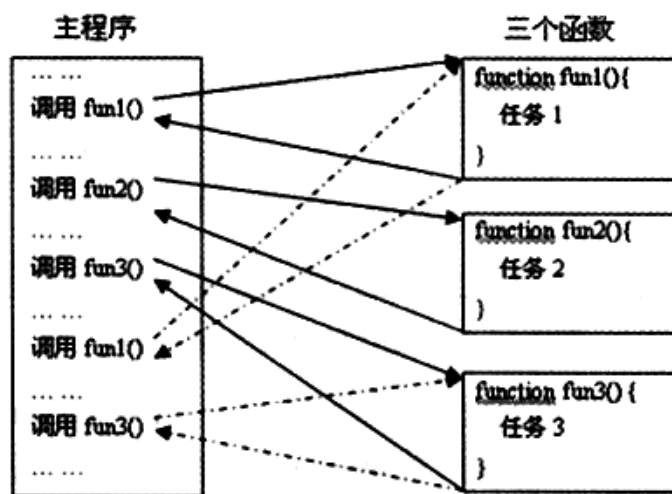 主程序
… …
调用 fun1()
… …
调用 fun2()
… …
调用 fun3()
… …
调用 fun1()
… …
调用 fun3()
… …
三个函数
function fun1(){
任务 1
}
function fun2(){
任务 2
}
function fun3() {
任务 3
}